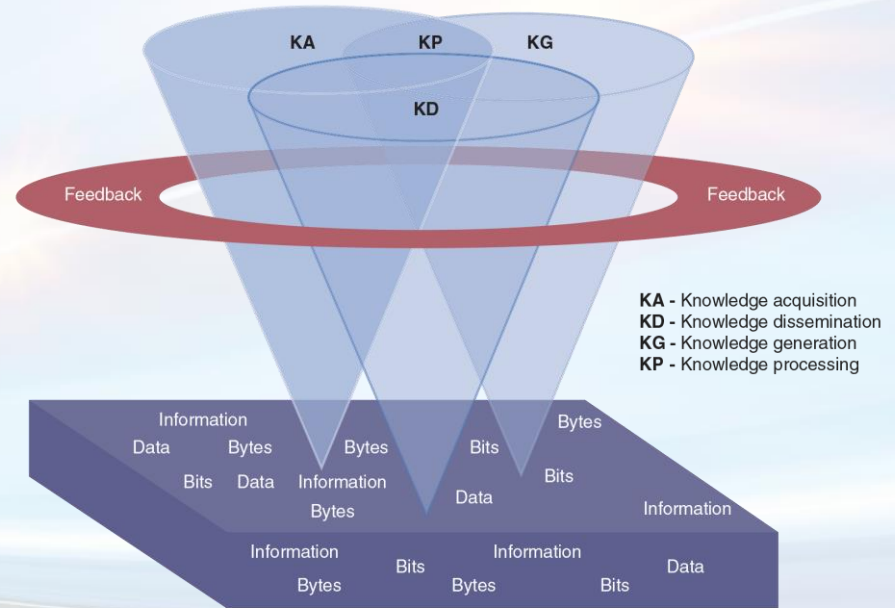 KA
KP
KG
KD
Feedback
Feedback
KA - Knowledge acquisition
KD - Knowledge dissemination
KG - Knowledge generation
KP - Knowledge processing
Information
Bytes
Data
Bytes
Bytes
Bits
Bits
Data
Information
Bits
Bytes
Data
Information
Information
Bits
Information
Data
Bytes
Bytes
Bits